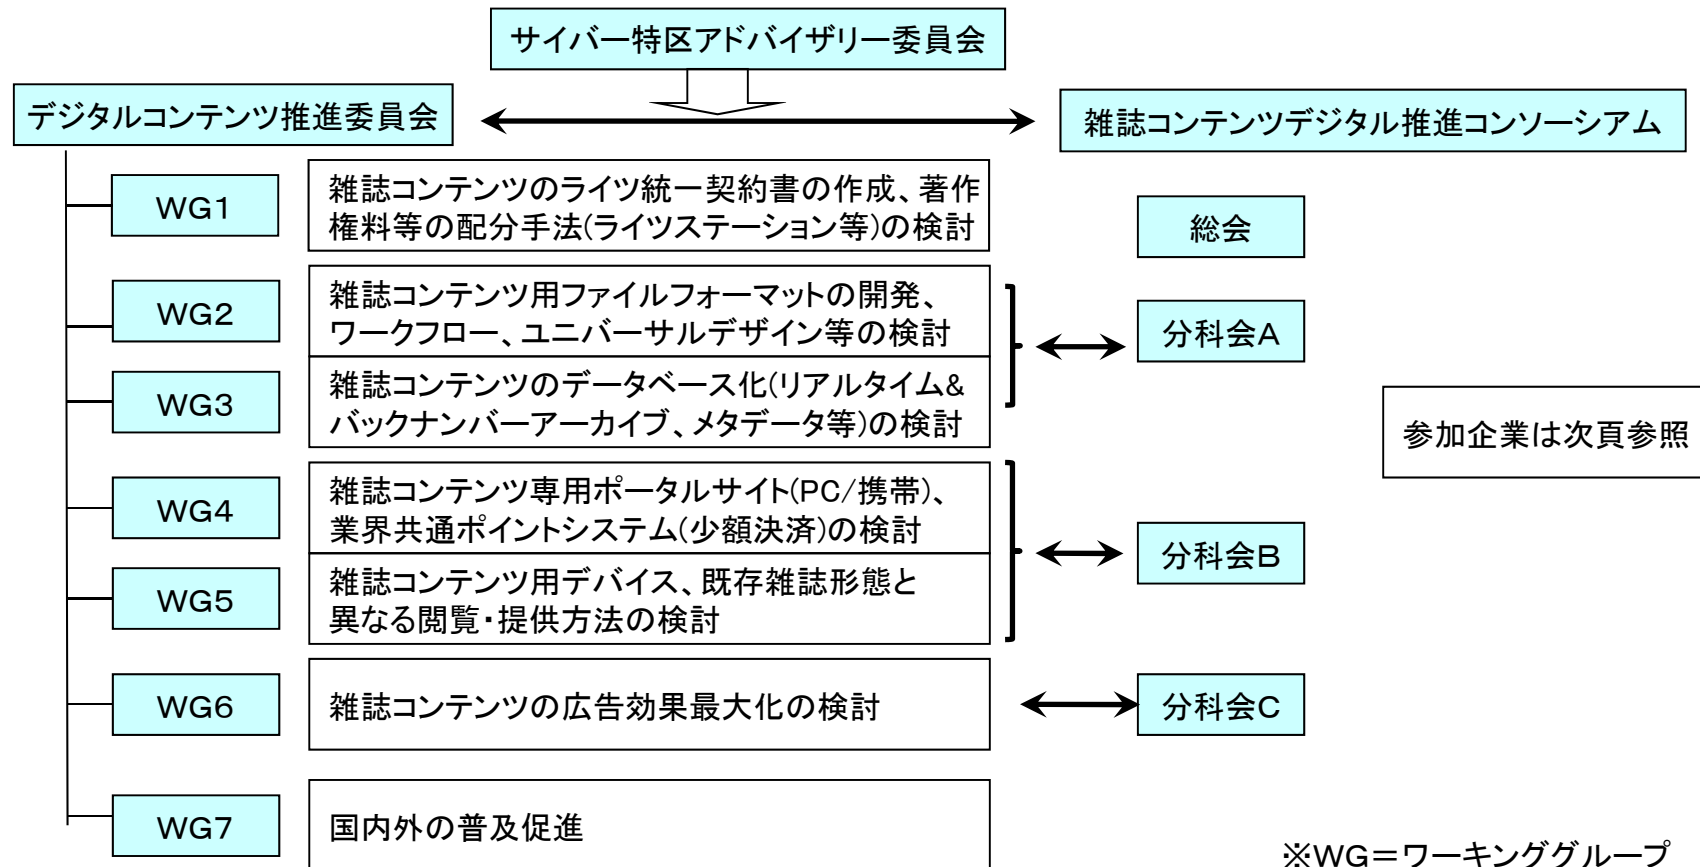 サイバー特区アドバイザリー委員会
デジタルコンテンツ推進委員会
雑誌コンテンツデジタル推進コンソーシアム
WG1
雑誌コンテンツのライツ統一契約書の作成、著作
権料等の配分手法(ライツステーション等)の検討
総会
WG2
雑誌コンテンツ用ファイルフォーマットの開発、
ワークフロー、ユニバーサルデザイン等の検討
分科会A
WG3
雑誌コンテンツのデータベース化(リアルタイム&
バックナンバーアーカイブ、メタデータ等)の検討
参加企業は次頁参照
WG4
雑誌コンテンツ専用ポータルサイト(PC/携帯)、
業界共通ポイントシステム(少額決済)の検討
分科会B
WG5
雑誌コンテンツ用デバイス、既存雑誌形態と
異なる閲覧・提供方法の検討
WG6
雑誌コンテンツの広告効果最大化の検討
分科会C
WG7
国内外の普及促進
※WG=ワーキンググループ